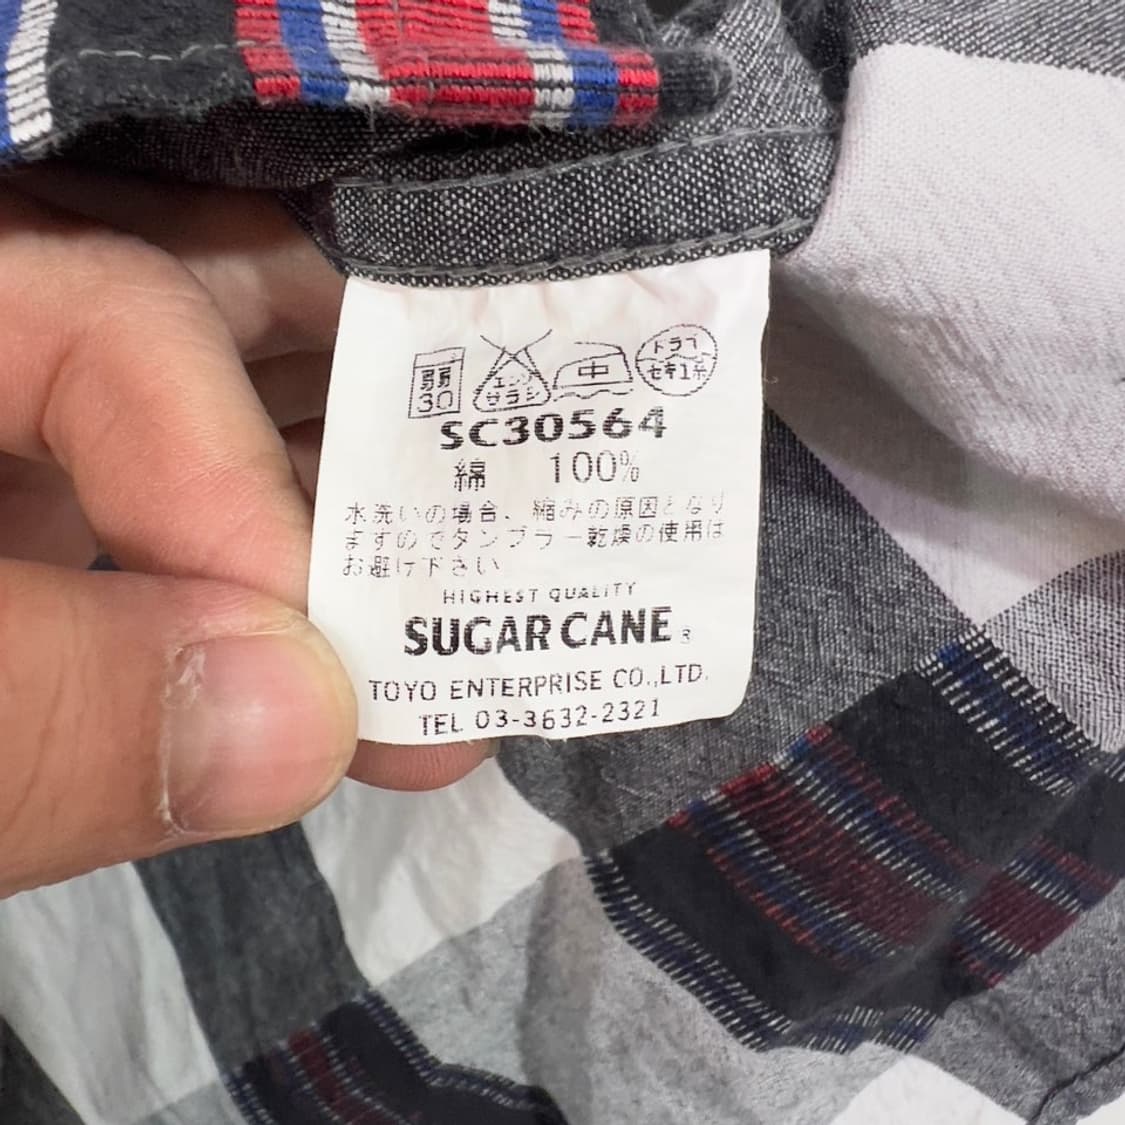 弱 30 エンソ サラシ 中 ドライ セキユ系
SC30564
綿 100%
水洗いの場合、縮みの原因となり
ますのでタンブラー乾燥の使用は
お避け下さい
HIGHEST QUALITY
SUGAR CANE ®
TOYO ENTERPRISE CO.,LTD.
TEL 03-3632-2321